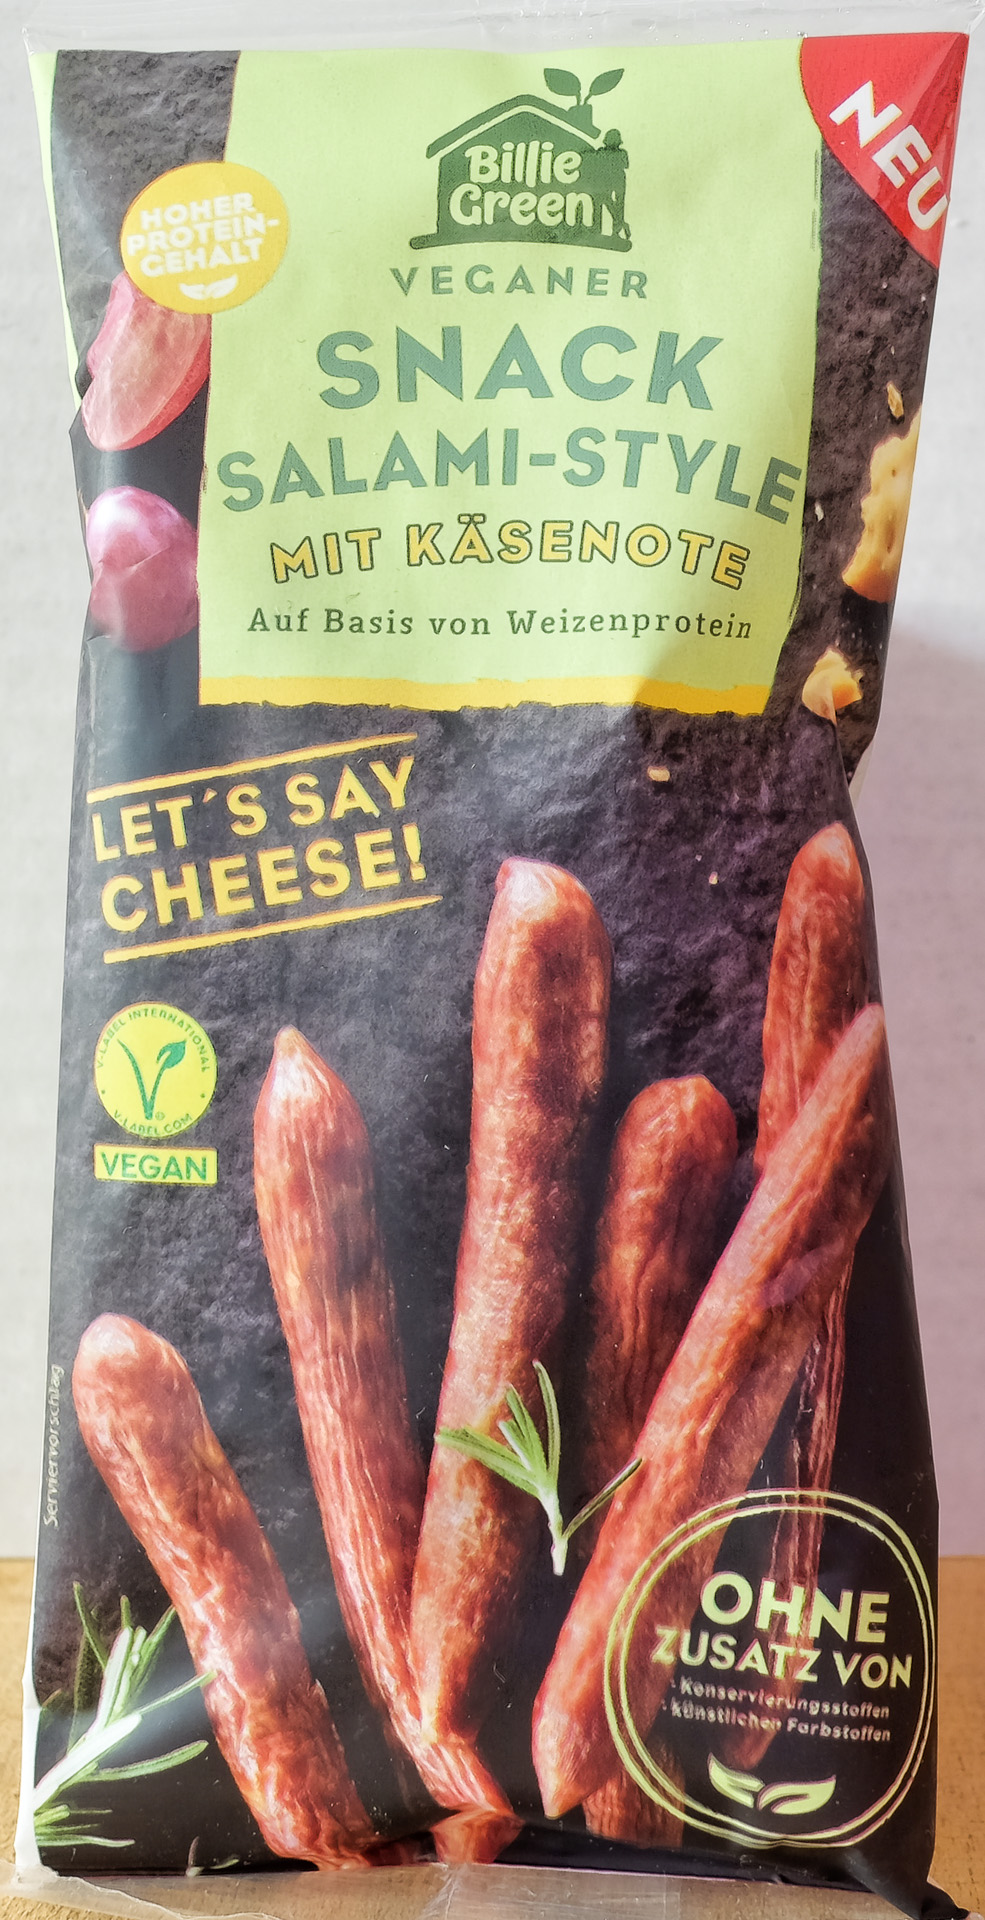 NEU
Billie
Green
HOHER
PROTEIN-
GEHALT
VEGANER
SNACK
SALAMI-STYLE
MIT KÄSENOTE
Auf Basis von Weizenprotein
LET´S SAY
CHEESE!
V-LABEL INTERNATIONAL
V-LABEL.COM
VEGAN
Serviervorschlag
OHNE
ZUSATZ VON
· Konservierungsstoffen
· künstlichen Farbstoffen